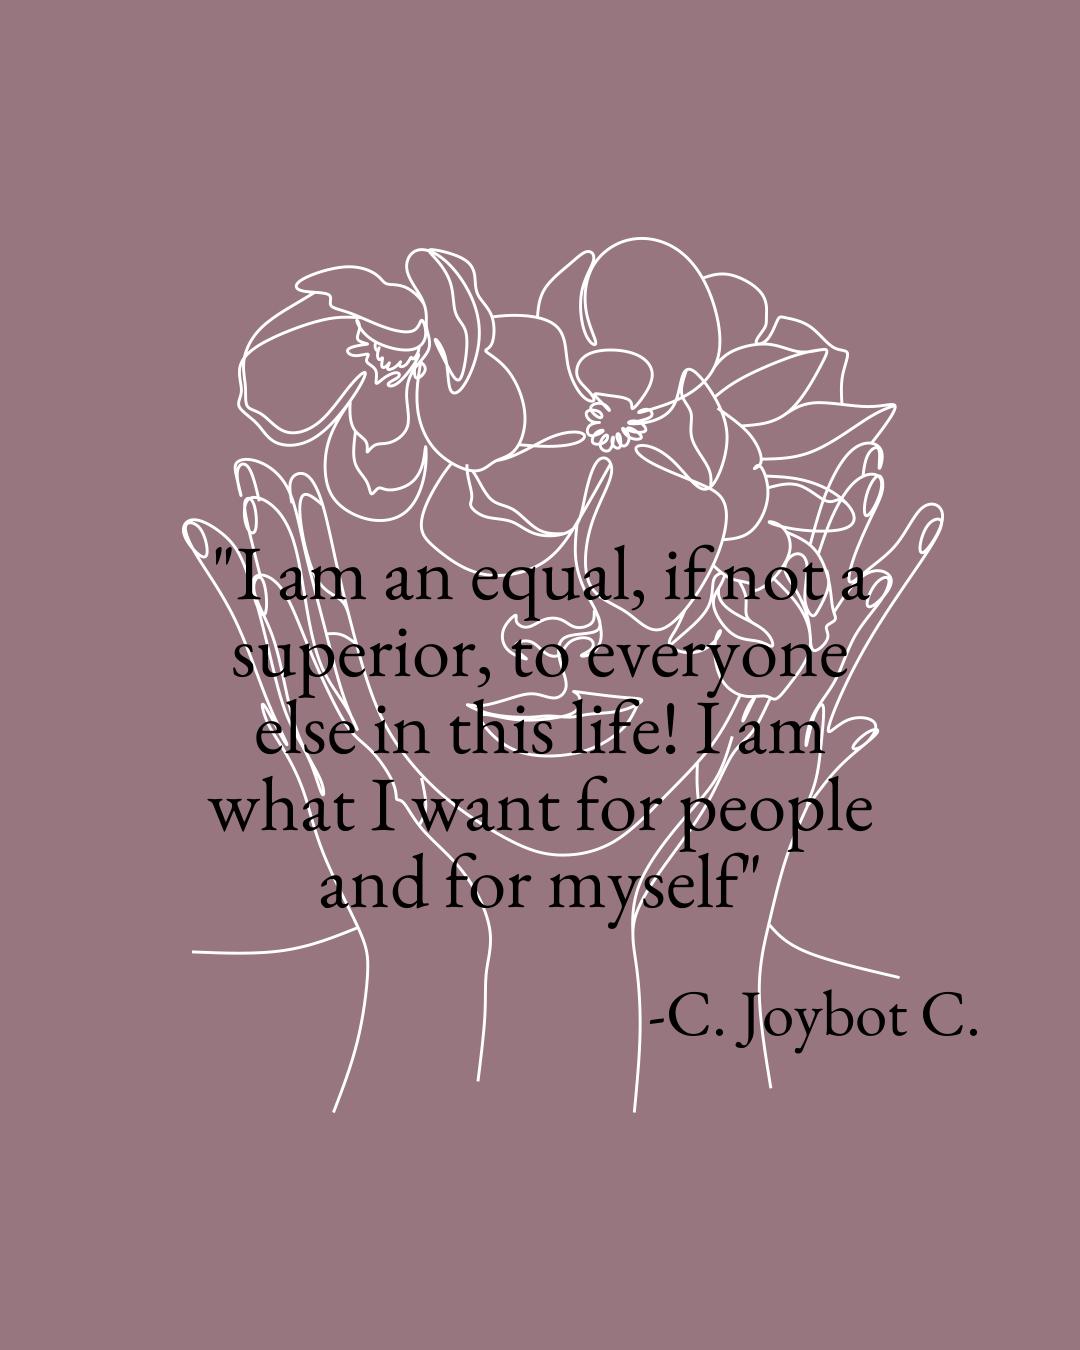 "I am an equal, if not a
superior, to everyone
else in this life! I am
what I want for people
and for myself"
-C. Joybot C.